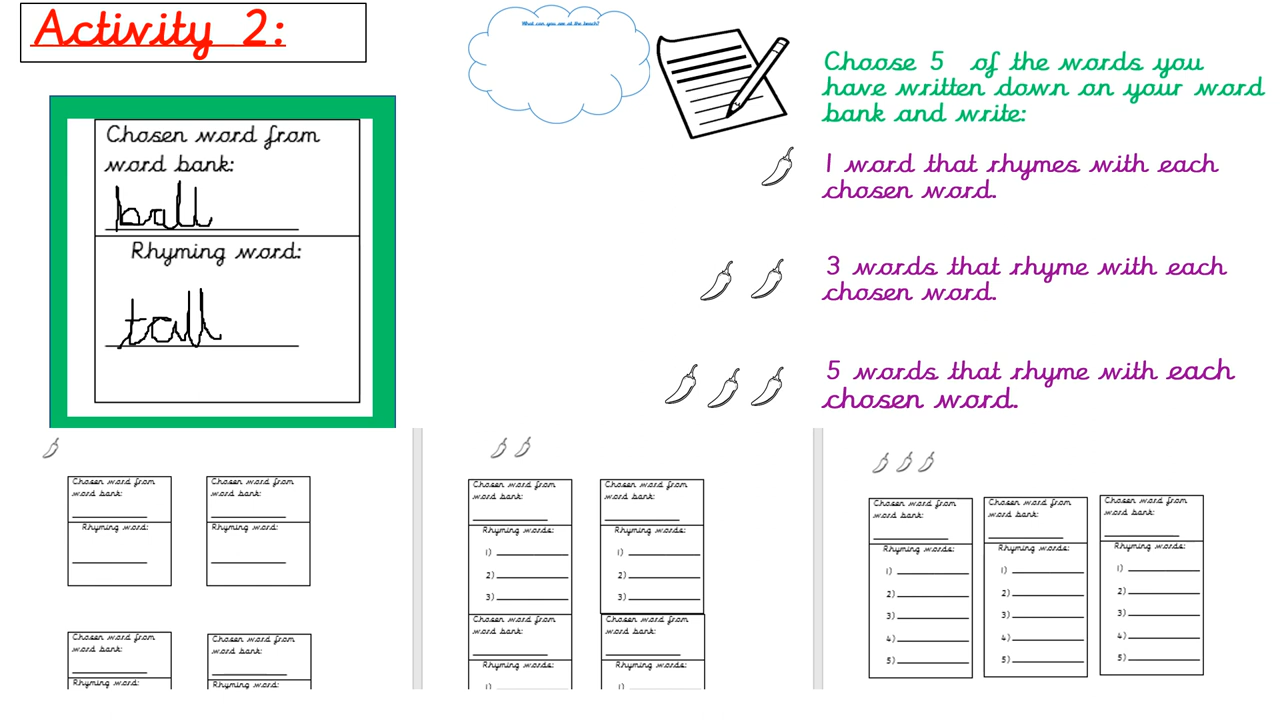 Activity 2:
What can you see at the beach?
Choose 5 of the words you
have written down on your word
bank and write:
Chosen word from
word bank:
ball
Rhyming word:
tall
1 word that rhymes with each
chosen word.
3 words that rhyme with each
chosen word.
5 words that rhyme with each
chosen word.
Chosen word from
word bank:
Rhyming word:
Chosen word from
word bank:
Rhyming word:
Chosen word from
word bank:
Rhyming word:
Chosen word from
word bank:
Rhyming word:
Chosen word from
word bank:
Rhyming words:
1)
2)
3)
Chosen word from
word bank:
Rhyming words:
1)
2)
3)
Chosen word from
word bank:
Rhyming words:
1)
Chosen word from
word bank:
Rhyming words:
1)
Chosen word from
word bank:
Rhyming words:
1)
2)
3)
4)
5)
Chosen word from
word bank:
Rhyming words:
1)
2)
3)
4)
5)
Chosen word from
word bank:
Rhyming words:
1)
2)
3)
4)
5)